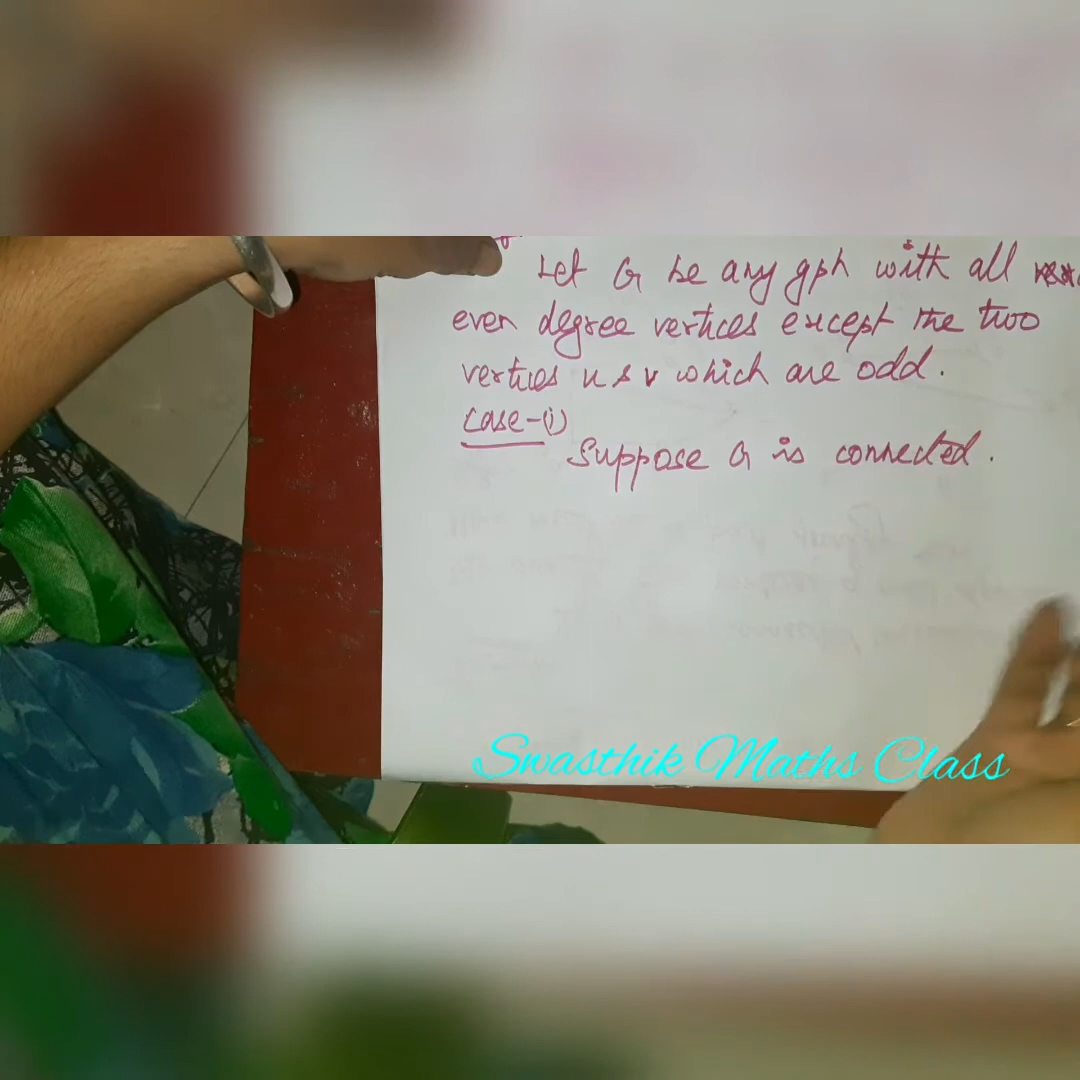 Let G be any gph with all
even degree vertices except the two
verties u & v which are odd.
Case-(i)
Suppose G is connected.
Swasthik Maths Class